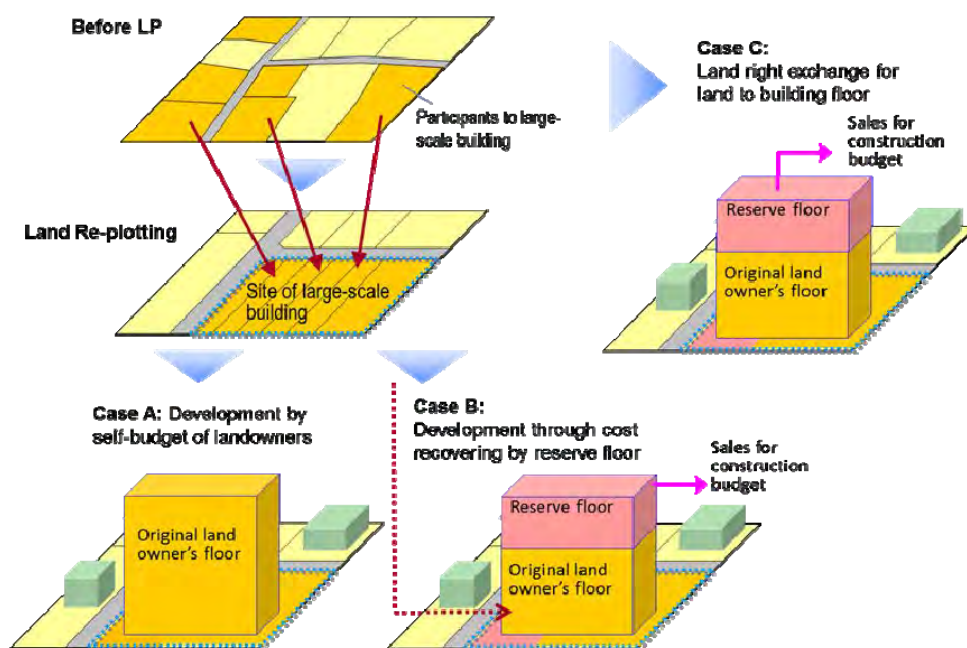 Before LP
Participants to large-
scale building
Case C:
Land right exchange for
land to building floor
Sales for
construction
budget
Reserve floor
Original land
owner's floor
Land Re-plotting
Site of large-scale
building
Case A: Development by
self-budget of landowners
Original land
owner's floor
Case B:
Development through cost
recovering by reserve floor
Sales for
construction
budget
Reserve floor
Original land
owner's floor